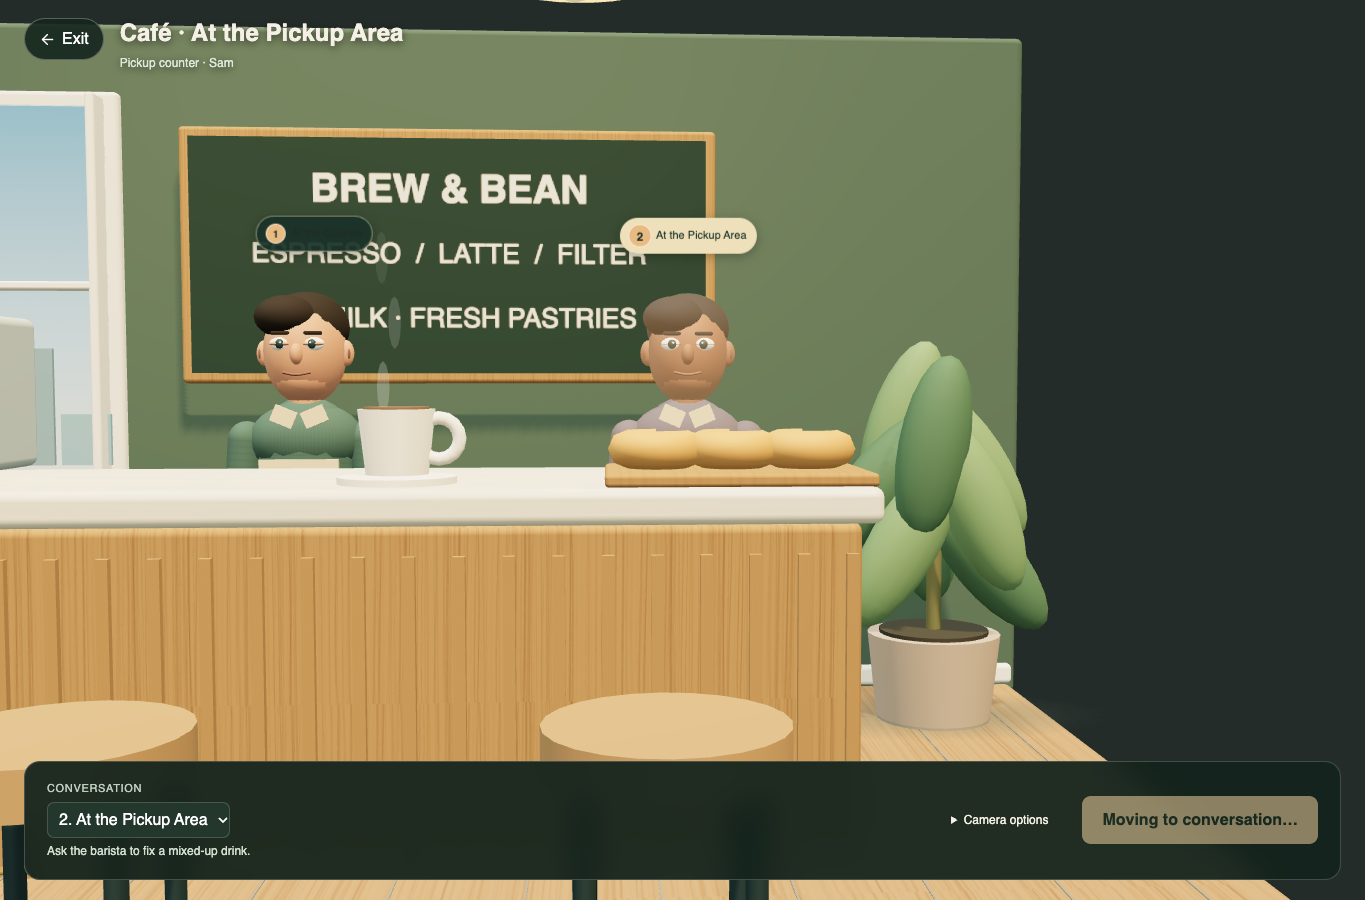 Exit
Café · At the Pickup Area
Pickup counter · Sam
BREW & BEAN
1
2 At the Pickup Area
ESPRESSO / LATTE / FILTER
ILK · FRESH PASTRIES
CONVERSATION
2. At the Pickup Area
Ask the barista to fix a mixed-up drink.
Camera options
Moving to conversation...